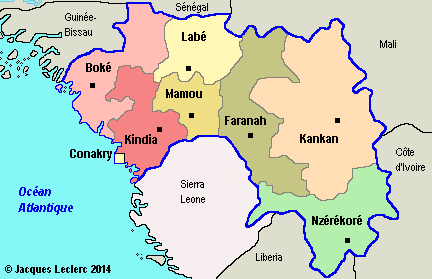 Sénégal
Guinée-
Bissau
Labé
Mali
Boké
Mamou
Kindia
Faranah
Kankan
Conakry
Côte
d'Ivoire
Sierra
Leone
Océan
Atlantique
Nzérékoré
Liberia
© Jacques Leclerc 2014